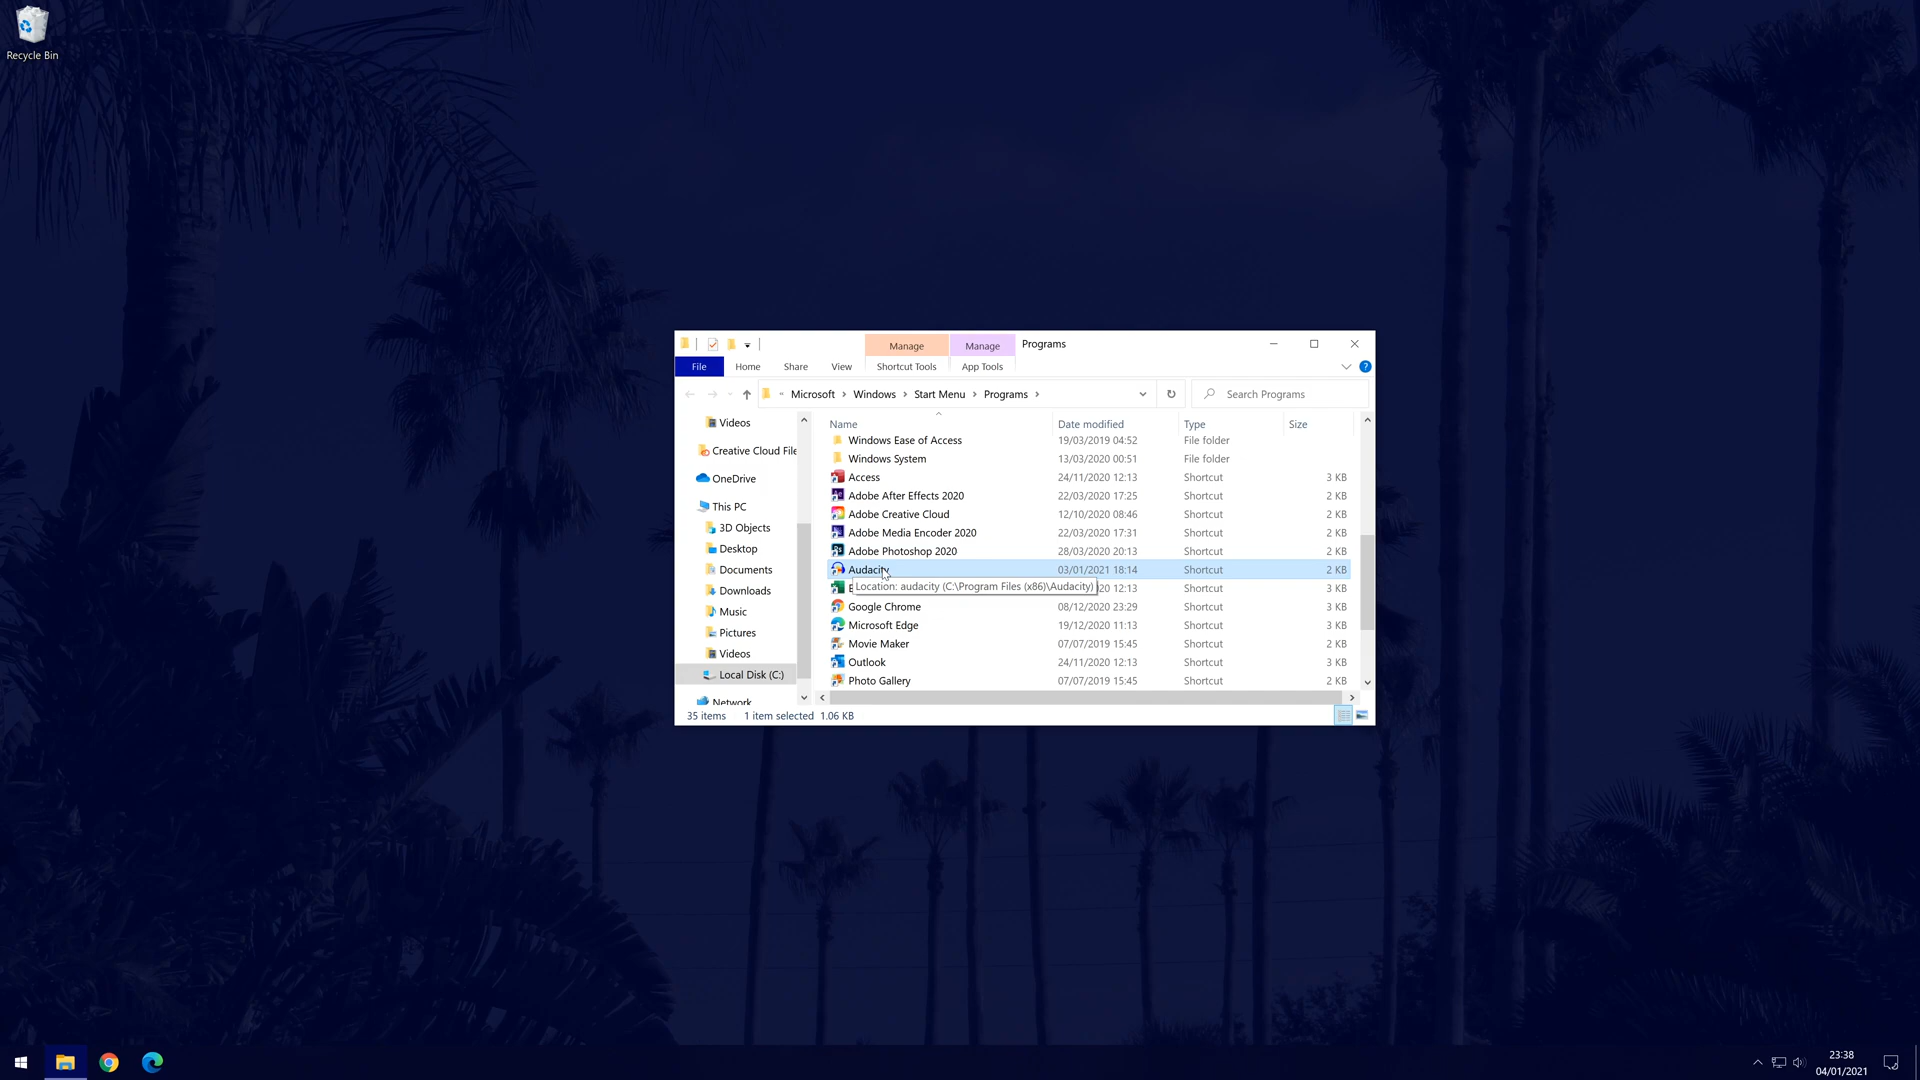 Recycle Bin
Manage Manage Programs
File Home Share View Shortcut Tools App Tools
« Microsoft › Windows › Start Menu › Programs › Search Programs
Name Date modified Type Size
Videos
Creative Cloud File
OneDrive
This PC
3D Objects
Desktop
Documents
Downloads
Music
Pictures
Videos
Local Disk (C:)
Network
Windows Ease of Access 19/03/2019 04:52 File folder
Windows System 13/03/2020 00:51 File folder
Access 24/11/2020 12:13 Shortcut 3 KB
Adobe After Effects 2020 22/03/2020 17:25 Shortcut 2 KB
Adobe Creative Cloud 12/10/2020 08:46 Shortcut 2 KB
Adobe Media Encoder 2020 22/03/2020 17:31 Shortcut 2 KB
Adobe Photoshop 2020 28/03/2020 20:13 Shortcut 2 KB
Audacity 03/01/2021 18:14 Shortcut 2 KB
Location: audacity (C:\Program Files (x86)\Audacity)
20 12:13 Shortcut 3 KB
Google Chrome 08/12/2020 23:29 Shortcut 3 KB
Microsoft Edge 19/12/2020 11:13 Shortcut 3 KB
Movie Maker 07/07/2019 15:45 Shortcut 2 KB
Outlook 24/11/2020 12:13 Shortcut 3 KB
Photo Gallery 07/07/2019 15:45 Shortcut 2 KB
35 items 1 item selected 1.06 KB
23:38
04/01/2021